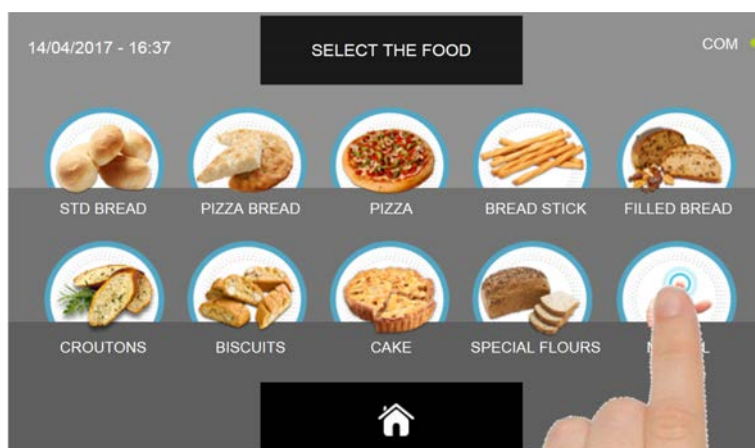 14/04/2017 - 16:37
SELECT THE FOOD
COM
STD BREAD
PIZZA BREAD
PIZZA
BREAD STICK
FILLED BREAD
CROUTONS
BISCUITS
CAKE
SPECIAL FLOURS